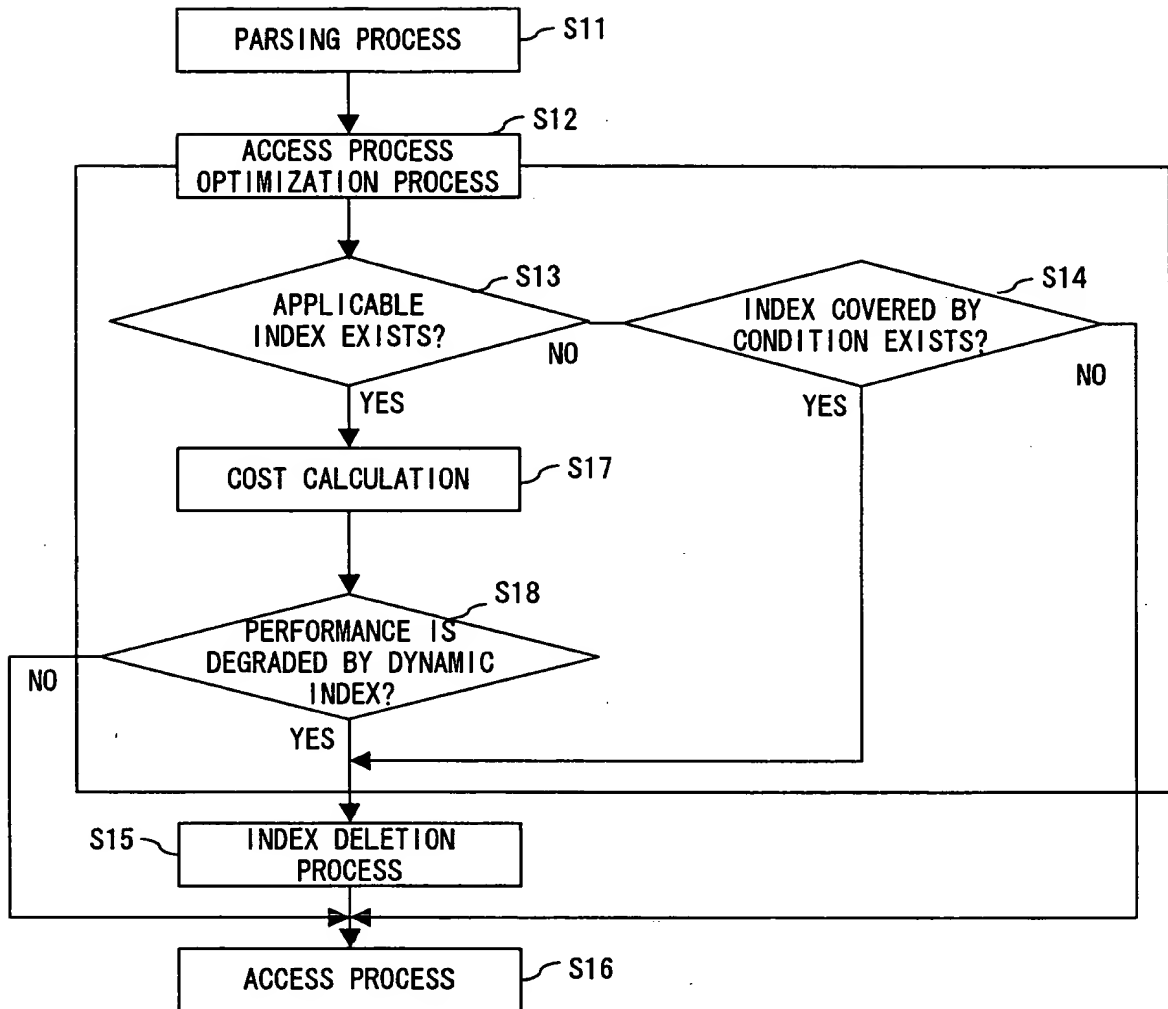 PARSING PROCESS
S11
S12
ACCESS PROCESS
OPTIMIZATION PROCESS
S13
APPLICABLE
INDEX EXISTS?
NO
YES
S14
INDEX COVERED BY
CONDITION EXISTS?
NO
YES
COST CALCULATION
S17
S18
PERFORMANCE IS
DEGRADED BY DYNAMIC
INDEX?
NO
YES
S15
INDEX DELETION
PROCESS
ACCESS PROCESS
S16